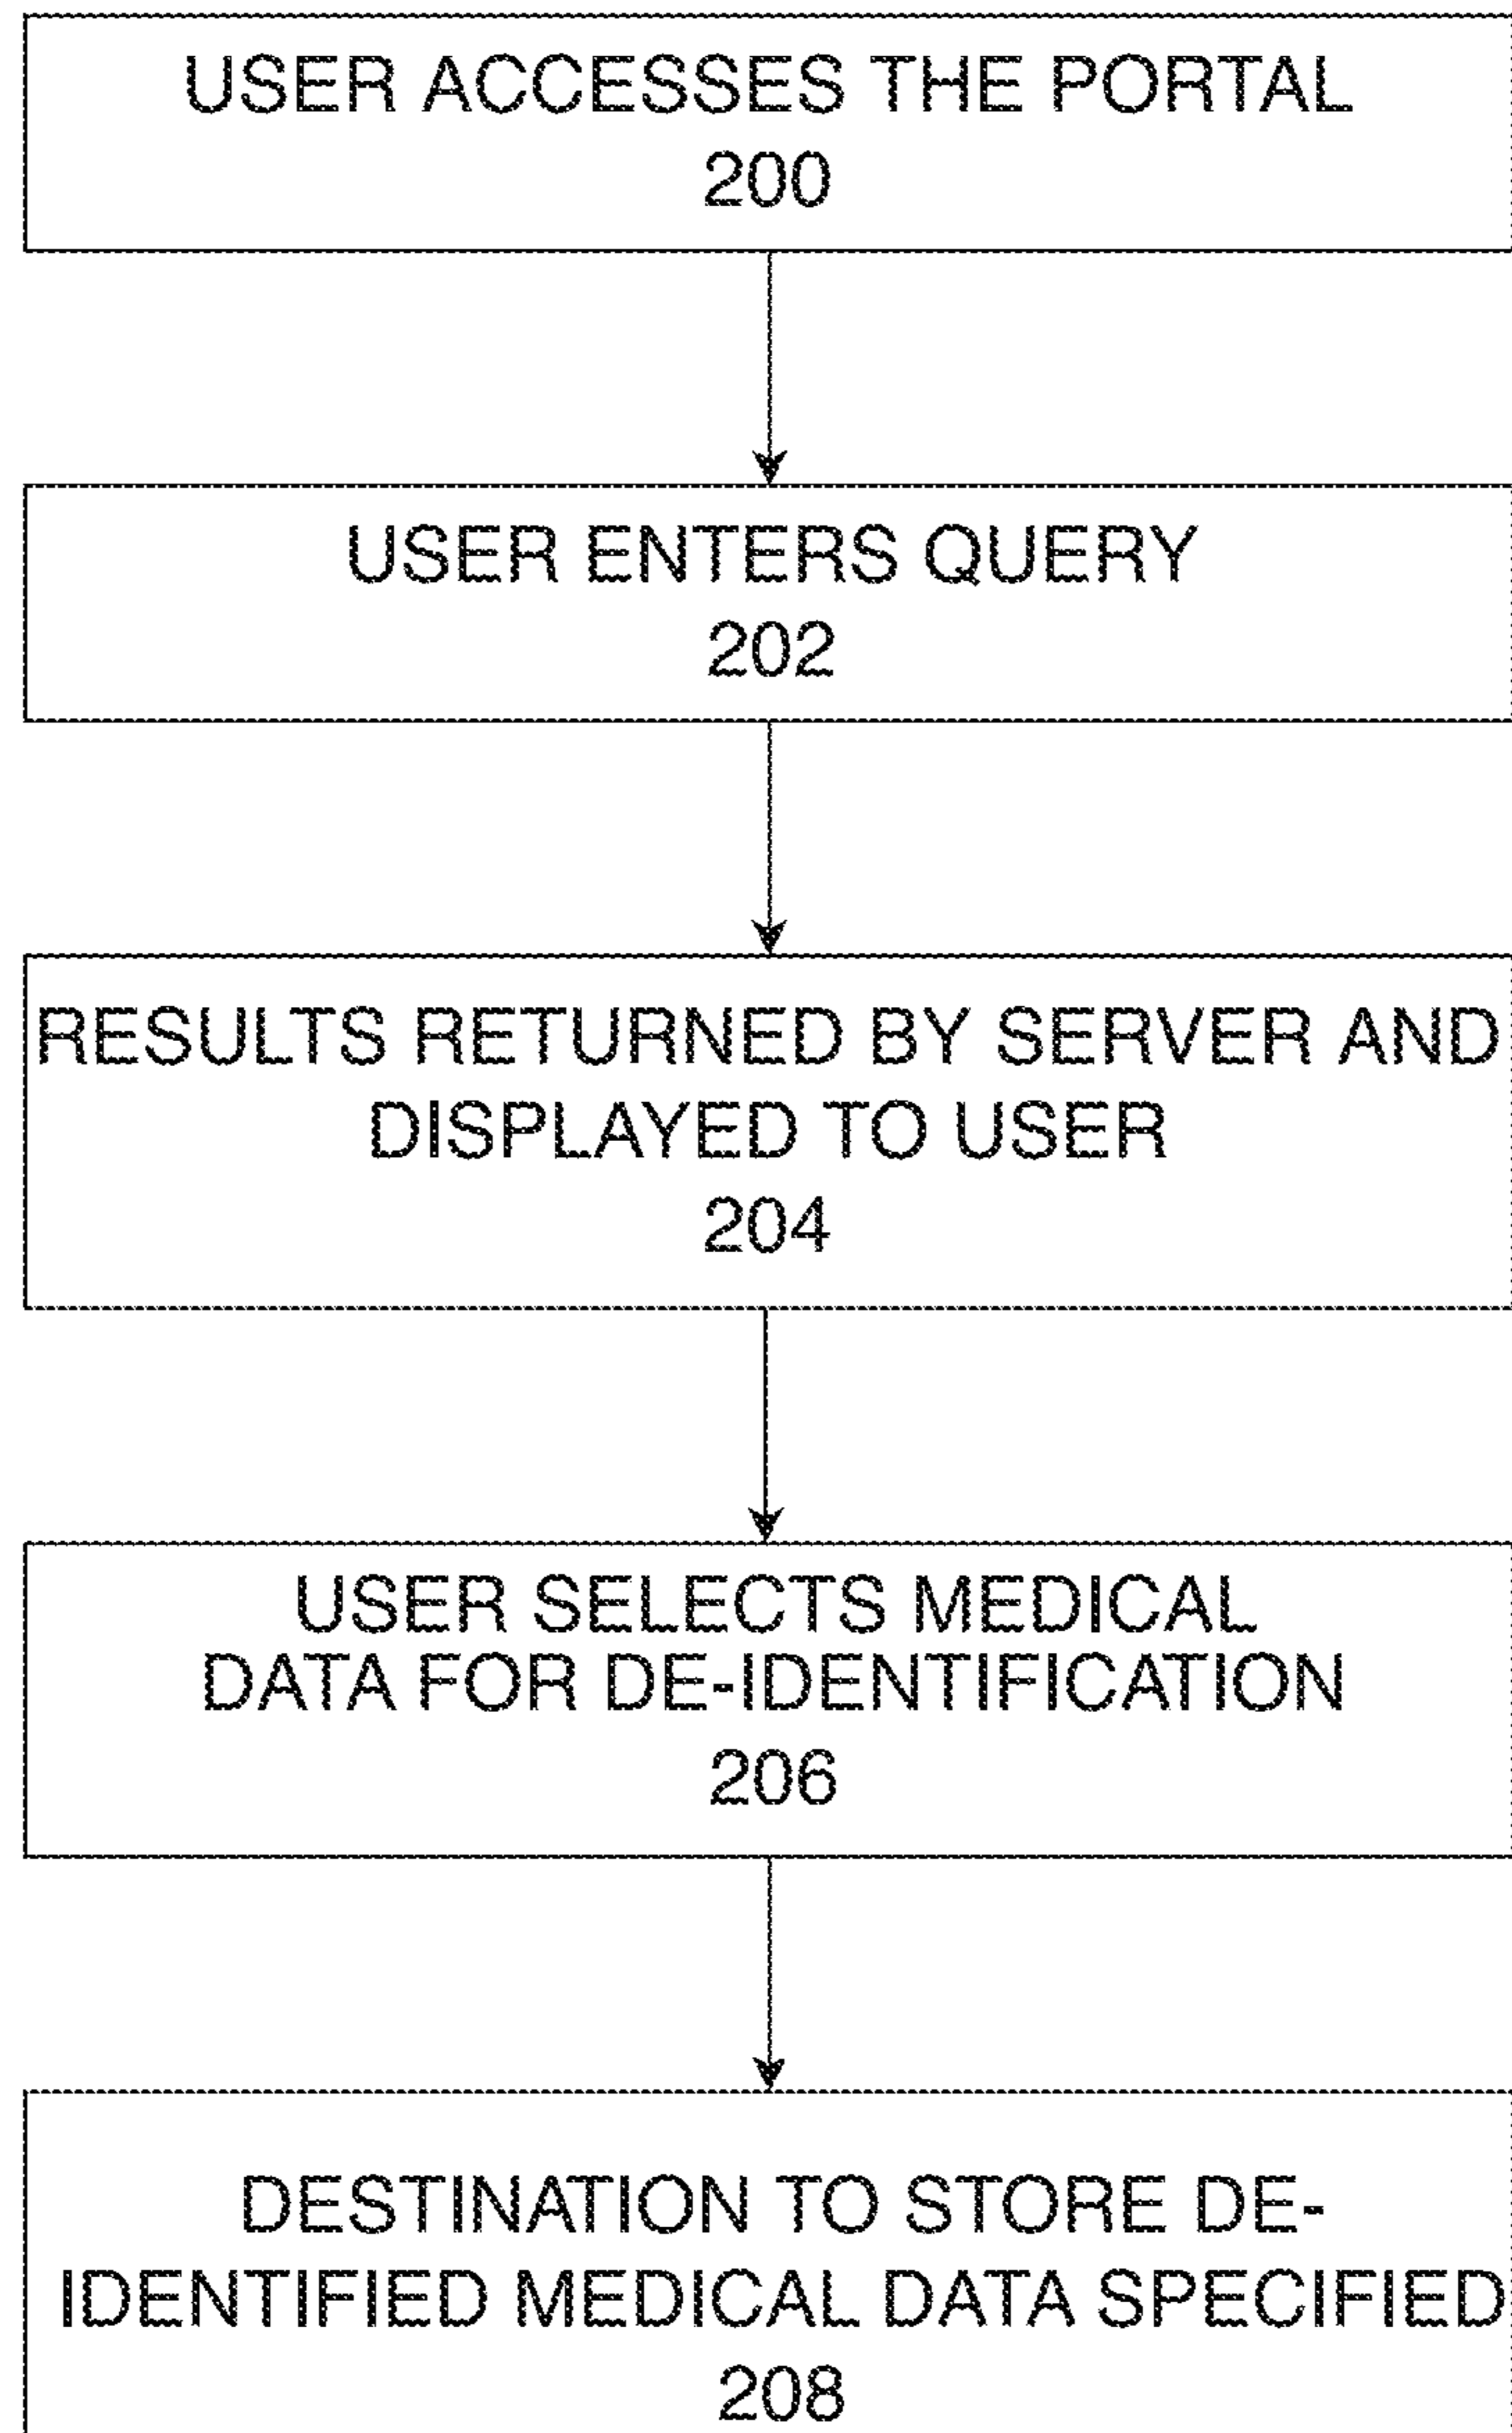 USER ACCESSES THE PORTAL
200
USER ENTERS QUERY
202
RESULTS RETURNED BY SERVER AND
DISPLAYED TO USER
204
USER SELECTS MEDICAL
DATA FOR DE-IDENTIFICATION
206
DESTINATION TO STORE DE-
IDENTIFIED MEDICAL DATA SPECIFIED
208